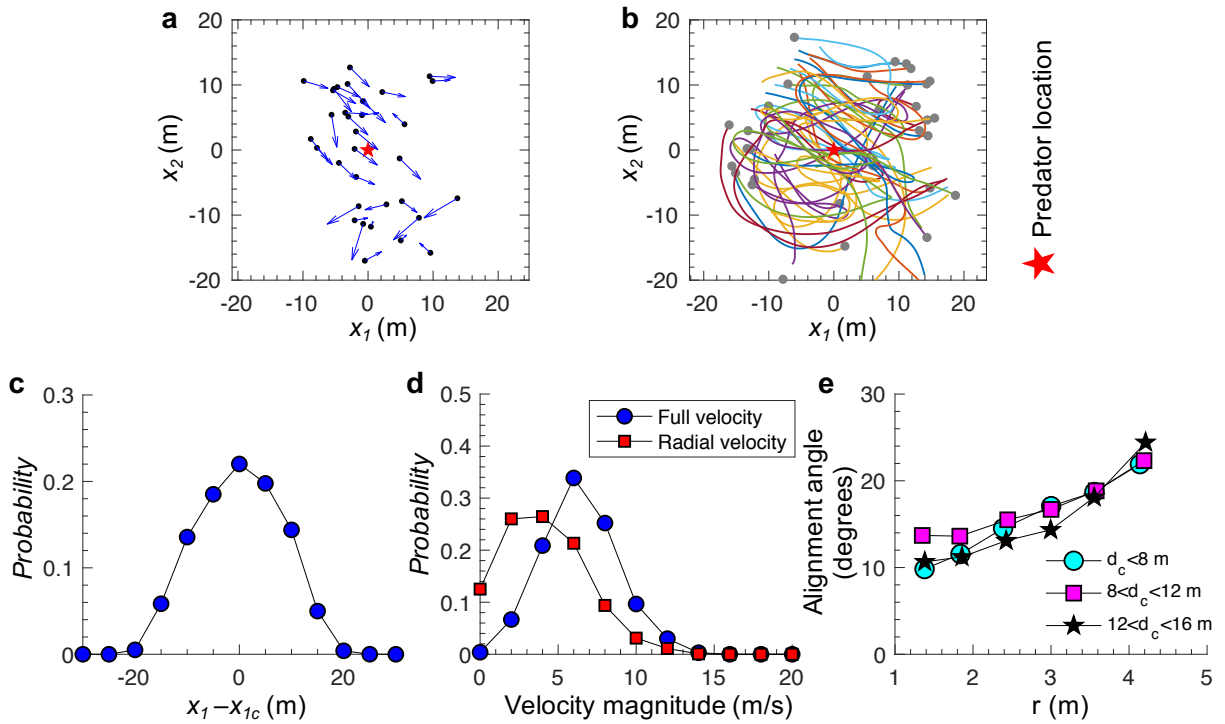 a
20
10
0
-10
-20
x2 (m)
-20 -10 0 10 20
x1 (m)
b
20
10
0
-10
-20
x2 (m)
-20 -10 0 10 20
x1 (m)
Predator location
c
0.3
0.2
0.1
0
Probability
-20 0 20
x1 – x1c (m)
d
0.5
0.4
0.3
0.2
0.1
0
Probability
Full velocity
Radial velocity
0 5 10 15 20
Velocity magnitude (m/s)
e
30
20
10
0
Alignment angle
(degrees)
dc<8 m
8<dc<12 m
12<dc<16 m
1 2 3 4 5
r (m)